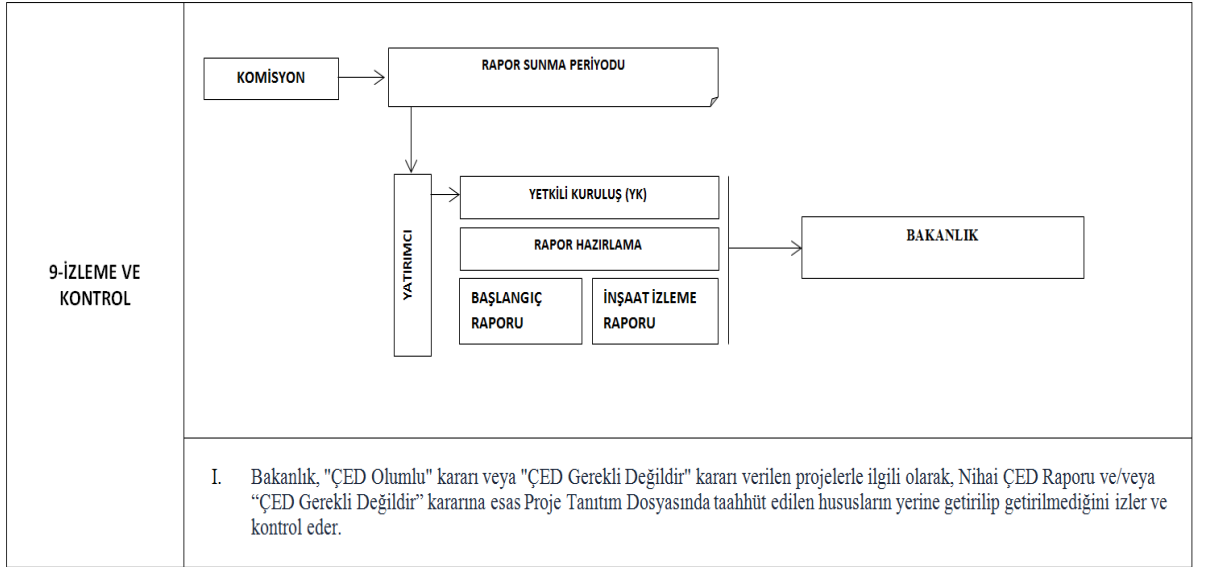 KOMİSYON
RAPOR SUNMA PERİYODU
YATIRIMCI
YETKİLİ KURULUŞ (YK)
RAPOR HAZIRLAMA
BAŞLANGIÇ
RAPORU
İNŞAAT İZLEME
RAPORU
BAKANLIK
9-İZLEME VE
KONTROL
I. Bakanlık, "ÇED Olumlu" kararı veya "ÇED Gerekli Değildir" kararı verilen projelerle ilgili olarak, Nihai ÇED Raporu ve/veya
“ÇED Gerekli Değildir” kararına esas Proje Tanıtım Dosyasında taahhüt edilen hususların yerine getirilip getirilmediğini izler ve
kontrol eder.